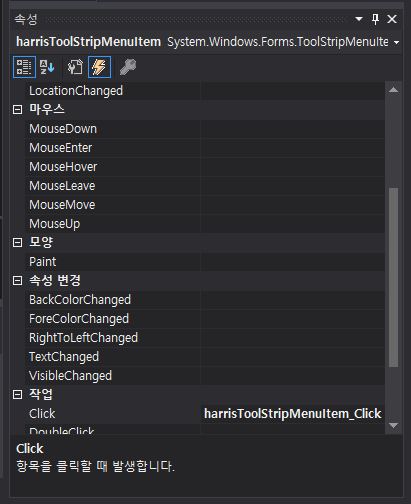 속성
harrisToolStripMenuItem System.Windows.Forms.ToolStripMenuIte
LocationChanged
마우스
MouseDown
MouseEnter
MouseHover
MouseLeave
MouseMove
MouseUp
모양
Paint
속성 변경
BackColorChanged
ForeColorChanged
RightToLeftChanged
TextChanged
VisibleChanged
작업
Click harrisToolStripMenuItem_Click
DoubleClick
Click
항목을 클릭할 때 발생합니다.